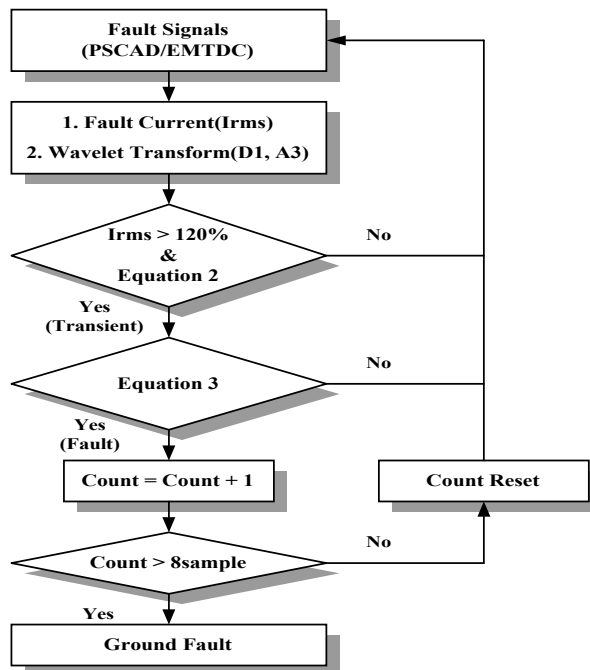 Fault Signals
(PSCAD/EMTDC)
1. Fault Current(Irms)
2. Wavelet Transform(D1, A3)
Irms > 120%
&
Equation 2
No
Yes
(Transient)
Equation 3
No
Yes
(Fault)
Count = Count + 1
Count Reset
Count > 8sample
No
Yes
Ground Fault